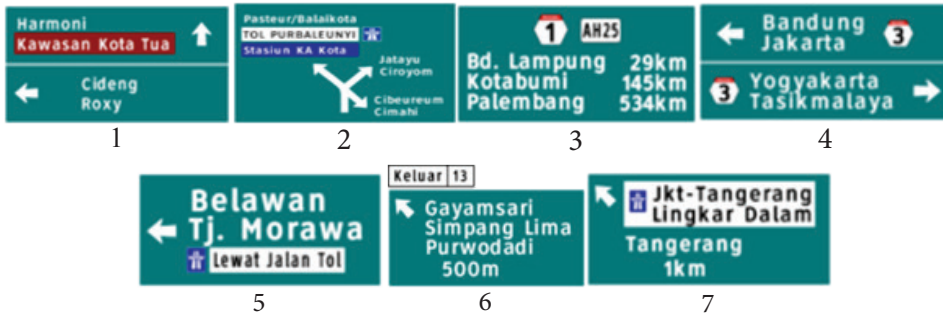 Harmoni
Kawasan Kota Tua
Cideng
Roxy
1
Pasteur/Balaikota
TOL PURBALEUNYI
Stasiun KA Kota
Jatayu
Ciroyom
Cibeureum
Cimahi
2
1 AH25
Bd. Lampung 29km
Kotabumi 145km
Palembang 534km
3
Bandung
Jakarta
3
3
Yogyakarta
Tasikmalaya
4
Belawan
Tj. Morawa
Lewat Jalan Tol
5
Keluar 13
Gayamsari
Simpang Lima
Purwodadi
500m
6
Jkt-Tangerang
Lingkar Dalam
Tangerang
1km
7